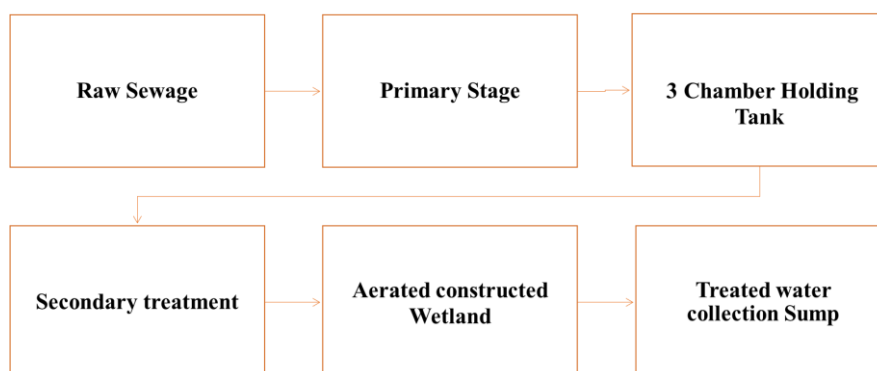 Raw Sewage
Primary Stage
3 Chamber Holding
Tank
Secondary treatment
Aerated constructed
Wetland
Treated water
collection Sump